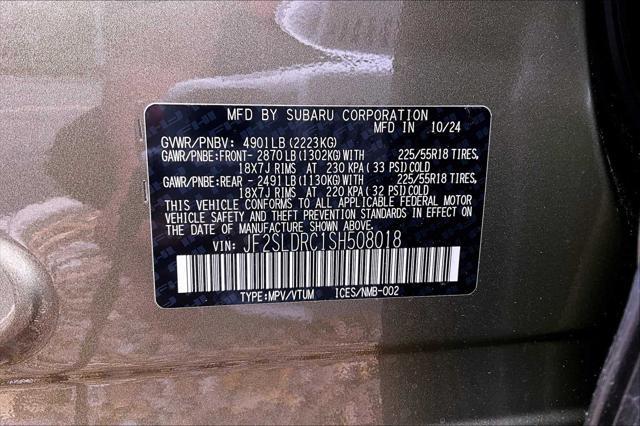 MFD BY SUBARU CORPORATION
MADE IN 10/24
GVWR/PNBV: 4901LB(2223KG)
GAWR/PNBE:FRONT- 2870LB(1302KG)WITH 225/55R18 TIRES,
18X7J RIMS AT 230 KPA(33 PSI)COLD
GAWR/PNBE:REAR - 2491LB(1130KG)WITH 225/55R18 TIRES,
18X7J RIMS AT 220 KPA(32 PSI)COLD
THIS VEHICLE CONFORMS TO ALL APPLICABLE FEDERAL MOTOR
VEHICLE SAFETY AND THEFT PREVENTION STANDARDS IN EFFECT ON
THE DATE OF MANUFACTURE SHOWN ABOVE.
VIN: JF2SLDRC1SH508018
TYPE:MPV/VTUM ICES/NMB-002